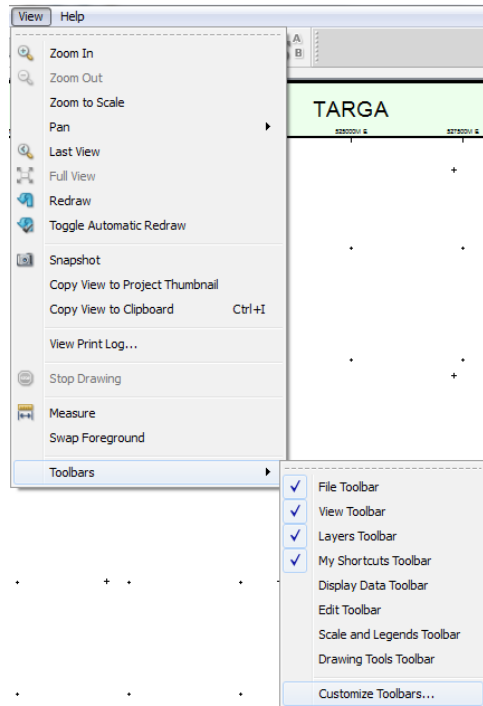 View Help
A
B
Zoom In
Zoom Out
Zoom to Scale
TARGA
Pan
525000M E 527500M E
Last View
Full View
Redraw
Toggle Automatic Redraw
Snapshot
Copy View to Project Thumbnail
Copy View to Clipboard Ctrl+I
View Print Log...
Stop Drawing
Measure
Swap Foreground
Toolbars
File Toolbar
View Toolbar
Layers Toolbar
My Shortcuts Toolbar
Display Data Toolbar
Edit Toolbar
Scale and Legends Toolbar
Drawing Tools Toolbar
Customize Toolbars...